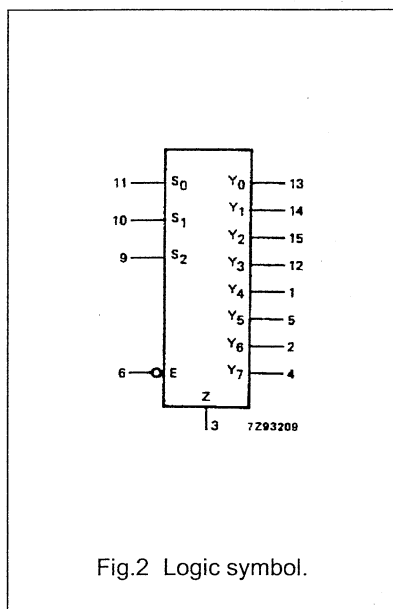 11 S0 Y0 13
Y1 14
10 S1
Y2 15
9 S2
Y3 12
Y4 1
Y5 5
Y6 2
6 E Y7 4
Z
3 7Z93209
Fig.2 Logic symbol.